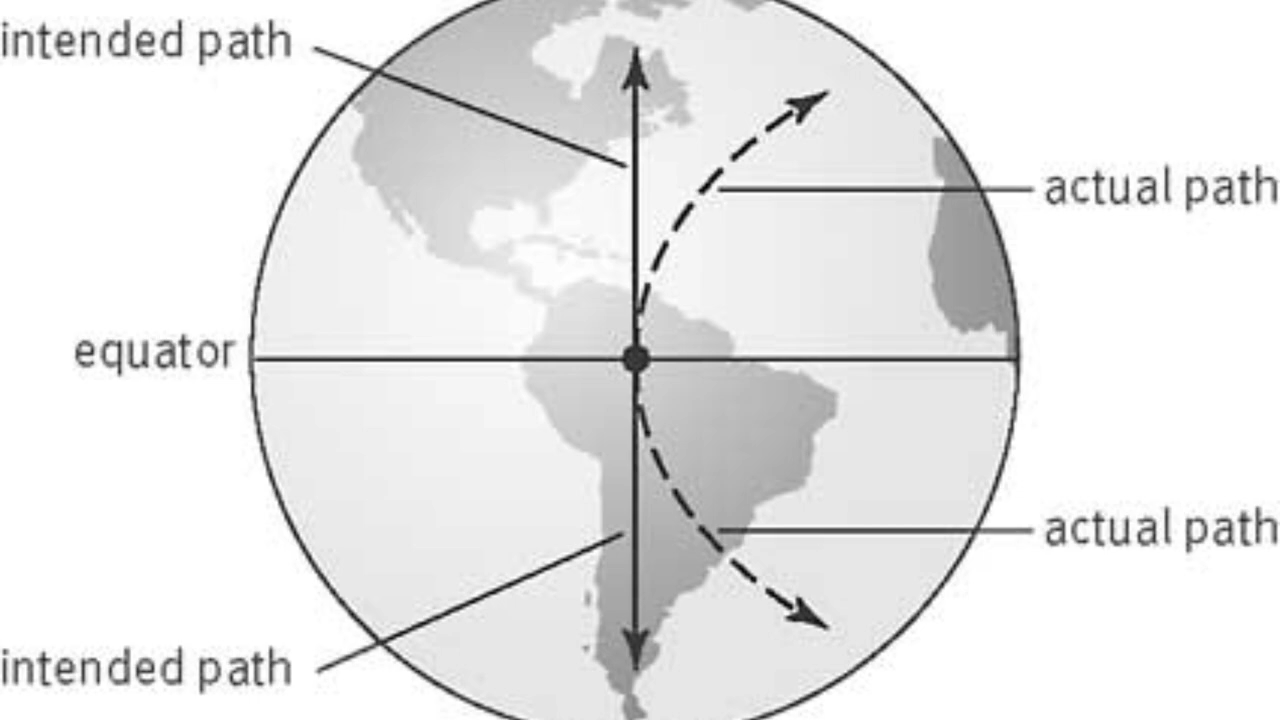 intended path
actual path
equator
actual path
intended path